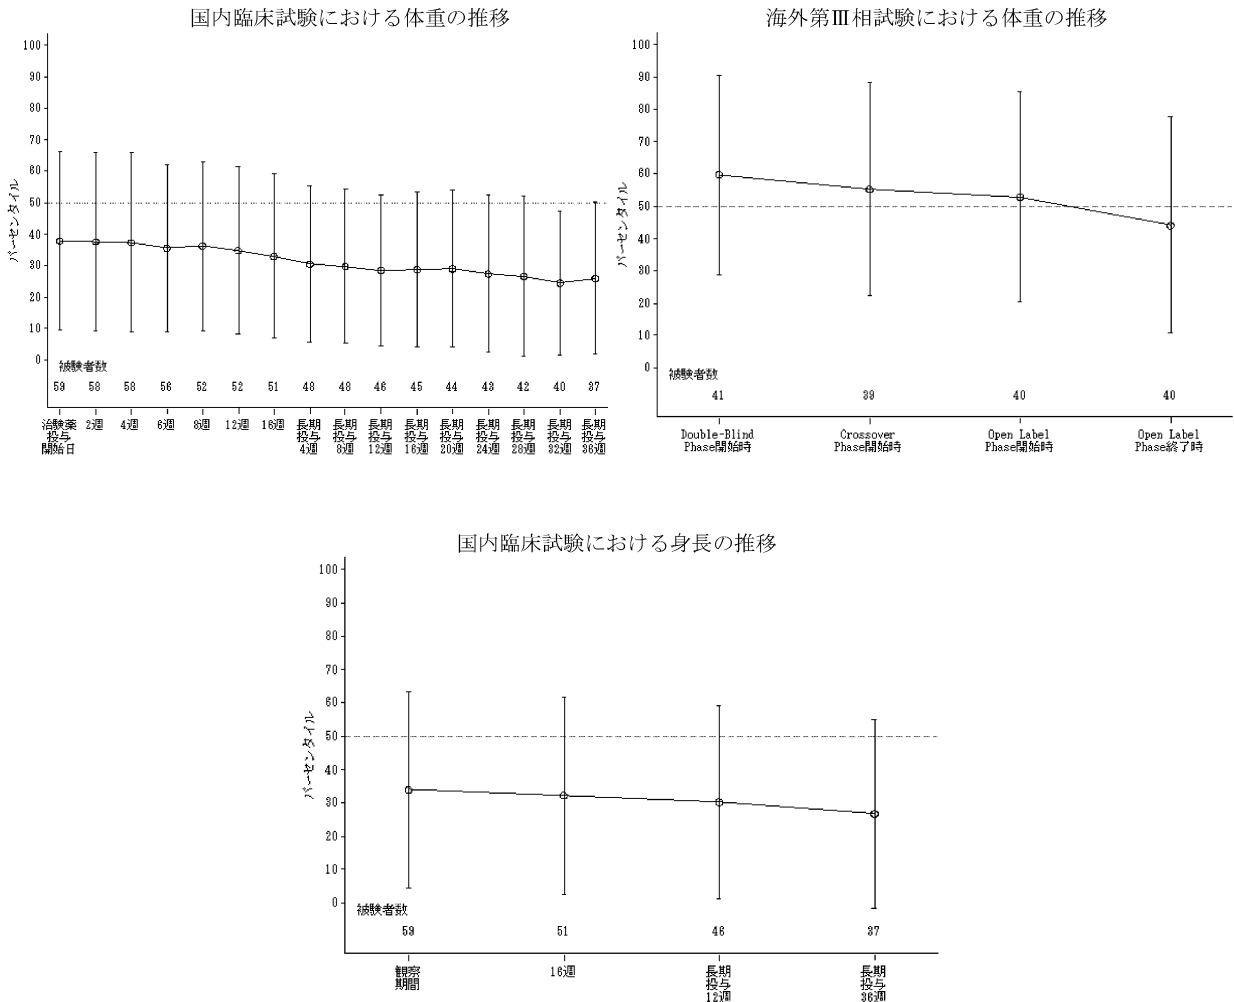 国内臨床試験における体重の推移
パーセンタイル
100
90
80
70
60
50
40
30
20
10
0
被験者数
59 58 58 56 52 52 51 48 48 46 45 44 43 42 40 37
治験薬 2週 4週 6週 8週 12週 16週 長期 長期 長期 長期 長期 長期 長期 長期 長期
投与 投与 投与 投与 投与 投与 投与 投与 投与 投与
開始日 4週 8週 12週 16週 20週 24週 28週 32週 36週
海外第Ⅲ相試験における体重の推移
パーセンタイル
100
90
80
70
60
50
40
30
20
10
0
被験者数
41 39 40 40
Double-Blind Crossover Open Label Open Label
Phase開始時 Phase開始時 Phase開始時 Phase終了時
国内臨床試験における身長の推移
パーセンタイル
100
90
80
70
60
50
40
30
20
10
0
被験者数
59 51 46 37
観察 16週 長期 長期
期間 投与 投与
12週 36週